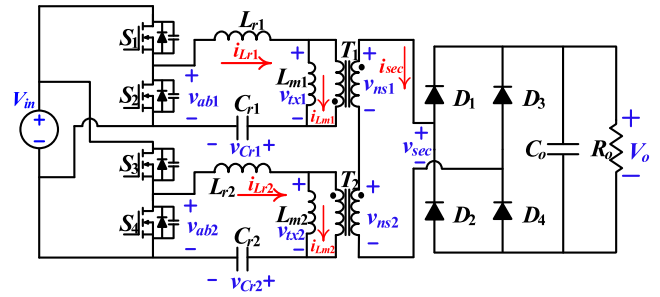 S1
Lr1
iLr1
T1
isec
+ + +
Lm1
vtx1
vns1
D1
D3
Vin
S2
vab1
Cr1
iLm1
- - -
+
Co
Ro
+
Vo
-
- vCr1 +
vsec
-
S3
Lr2
iLr2
T2
+ + +
S4
vab2
Lm2
vtx2
vns2
D2
D4
Cr2
iLm2
- - -
- vCr2 +